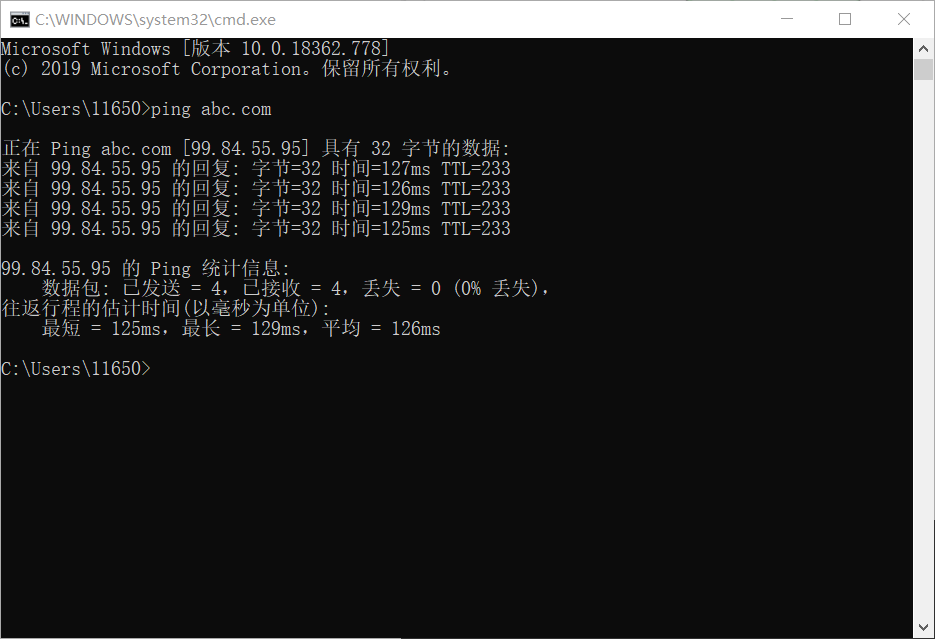 C:\WINDOWS\system32\cmd.exe
Microsoft Windows [版本 10.0.18362.778]
(c) 2019 Microsoft Corporation。保留所有权利。
C:\Users\11650>ping abc.com
正在 Ping abc.com [99.84.55.95] 具有 32 字节的数据:
来自 99.84.55.95 的回复: 字节=32 时间=127ms TTL=233
来自 99.84.55.95 的回复: 字节=32 时间=126ms TTL=233
来自 99.84.55.95 的回复: 字节=32 时间=129ms TTL=233
来自 99.84.55.95 的回复: 字节=32 时间=125ms TTL=233
99.84.55.95 的 Ping 统计信息:
数据包: 已发送 = 4，已接收 = 4，丢失 = 0 (0% 丢失)，
往返行程的估计时间(以毫秒为单位):
最短 = 125ms，最长 = 129ms，平均 = 126ms
C:\Users\11650>